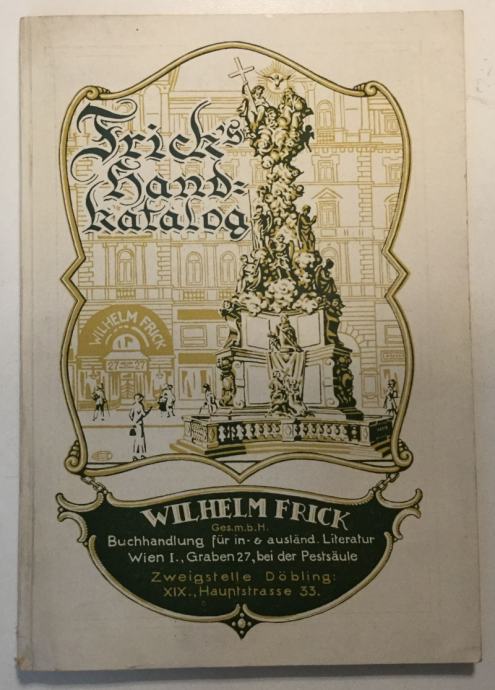 Frick's
Hand-
katalog
WILHELM FRICK
27 27
WILHELM FRICK
Ges.m.b.H.
Buchhandlung für in- & ausländ. Literatur
Wien I., Graben 27, bei der Pestsäule
Zweigstelle Döbling:
XIX., Hauptstrasse 33.